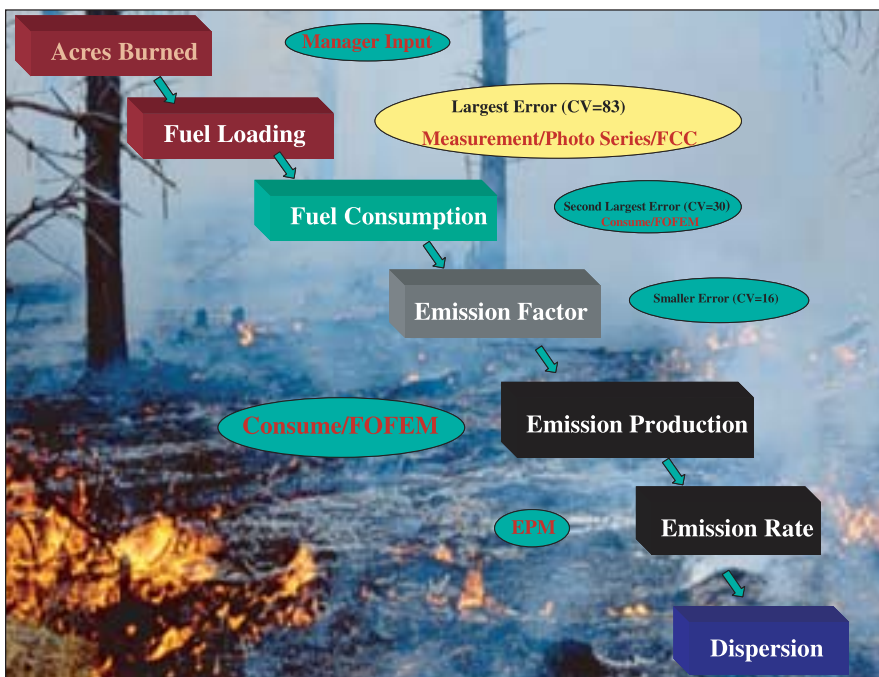 Acres Burned
Manager Input
Fuel Loading
Largest Error (CV=83)
Measurement/Photo Series/FCC
Fuel Consumption
Second Largest Error (CV=30)
Consume/FOFEM
Emission Factor
Smaller Error (CV=16)
Consume/FOFEM
Emission Production
EPM
Emission Rate
Dispersion